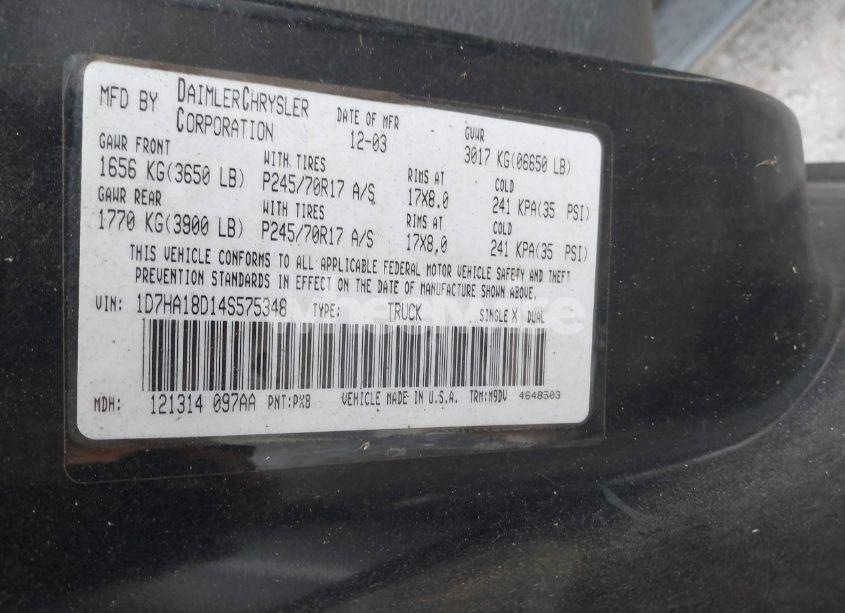 MFD BY DAIMLERCHRYSLER CORPORATION DATE OF MFR 12-03 GVWR 3017 KG(06650 LB)
GAWR FRONT WITH TIRES RIMS AT COLD
1656 KG(3650 LB) P245/70R17 A/S 17X8.0 241 KPA(35 PSI)
GAWR REAR WITH TIRES RIMS AT COLD
1770 KG(3900 LB) P245/70R17 A/S 17X8.0 241 KPA(35 PSI)
THIS VEHICLE CONFORMS TO ALL APPLICABLE FEDERAL MOTOR VEHICLE SAFETY AND THEFT
PREVENTION STANDARDS IN EFFECT ON THE DATE OF MANUFACTURE SHOWN ABOVE.
VIN: 1D7HA18D14S575348 TYPE: TRUCK SINGLE X DUAL
MDH: 121314 097AA PNT:PX8 VEHICLE MADE IN U.S.A. TRM:M9DV 4648503